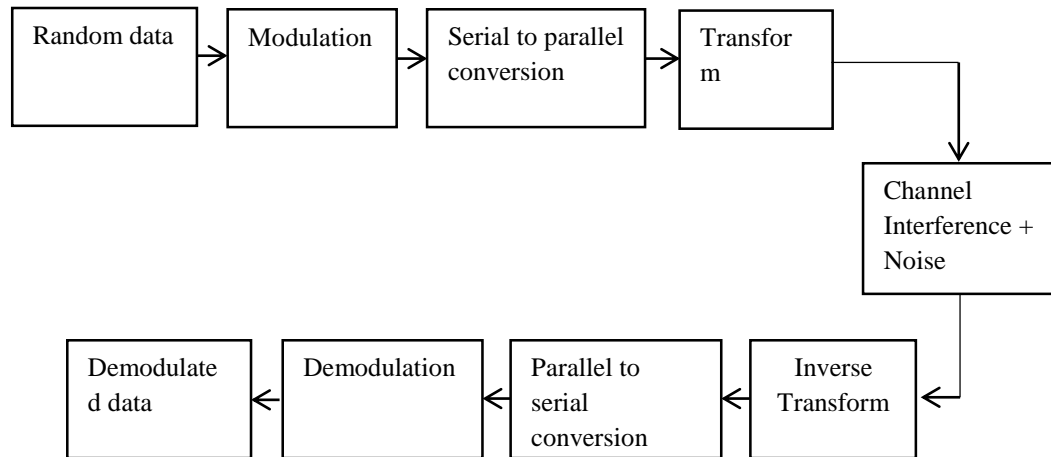 Random data
Modulation
Serial to parallel
conversion
Transfor
m
Channel
Interference +
Noise
Inverse
Transform
Parallel to
serial
conversion
Demodulation
Demodulate
d data